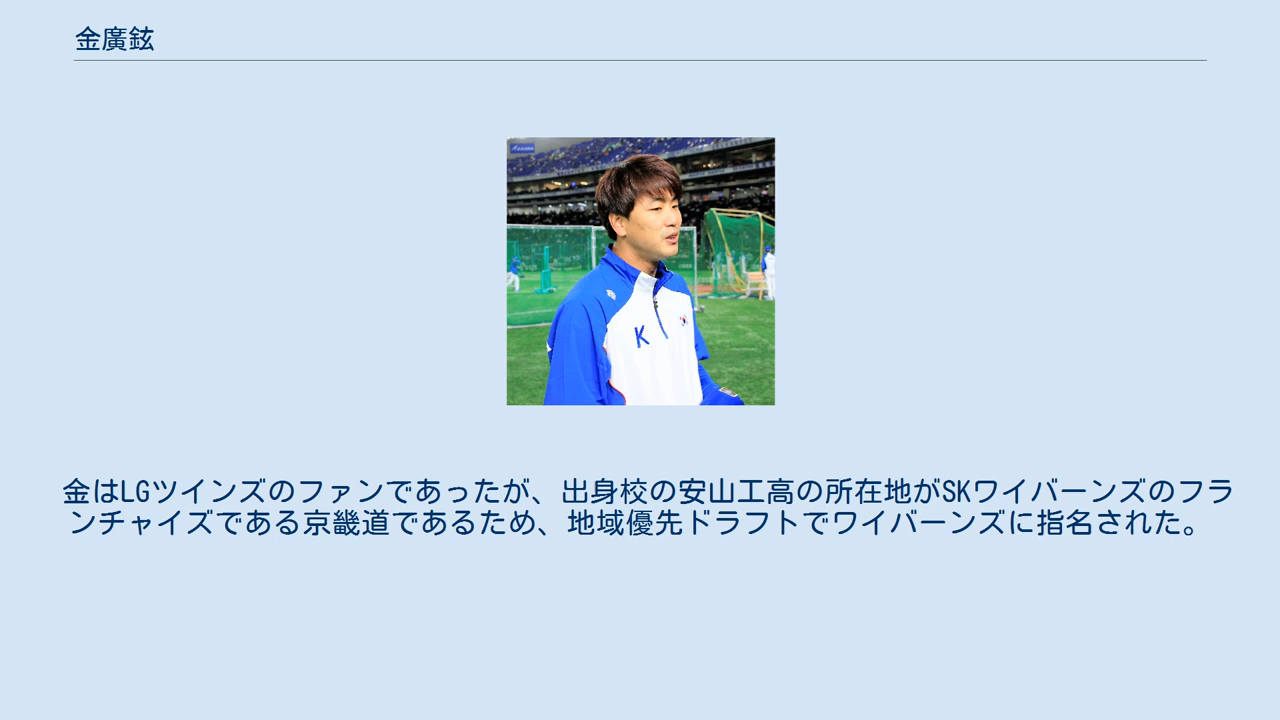 金廣鉉
金はLGツインズのファンであったが、出身校の安山工高の所在地がSKワイバーンズのフラ
ンチャイズである京畿道であるため、地域優先ドラフトでワイバーンズに指名された。
K